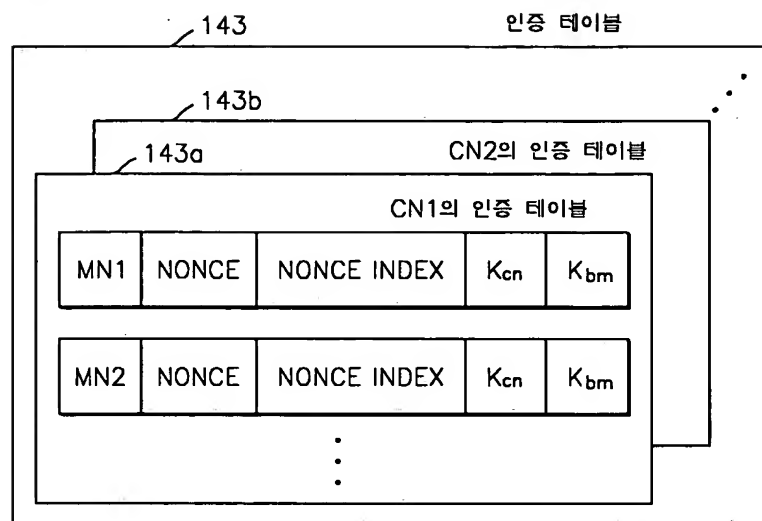 143 인증 테이블
143b
CN2의 인증 테이블
143a
CN1의 인증 테이블
MN1 NONCE NONCE INDEX Kcn Kbm
MN2 NONCE NONCE INDEX Kcn Kbm